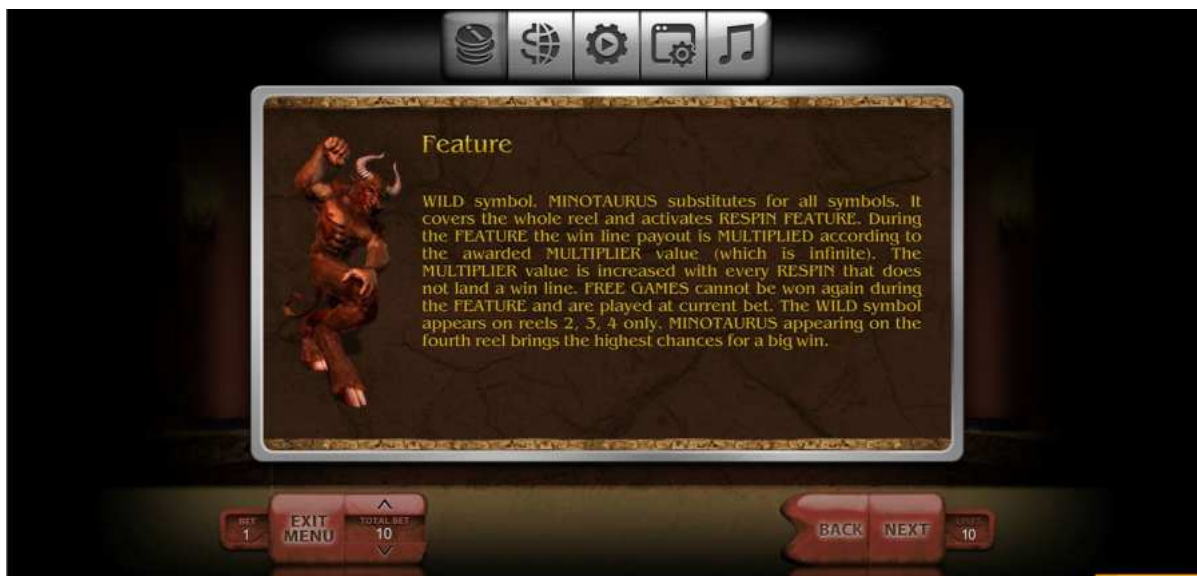 Feature
WILD symbol. MINOTAURUS substitutes for all symbols. It
covers the whole reel and activates RESPIN FEATURE. During
the FEATURE the win line payout is MULTIPLIED according to
the awarded MULTIPLIER value (which is infinite). The
MULTIPLIER value is increased with every RESPIN that does
not land a win line. FREE GAMES cannot be won again during
the FEATURE and are played at current bet. The WILD symbol
appears on reels 2, 3, 4 only. MINOTAURUS appearing on the
fourth reel brings the highest chances for a big win.
BET
1
EXIT
MENU
TOTAL BET
10
BACK
NEXT
LINES
10